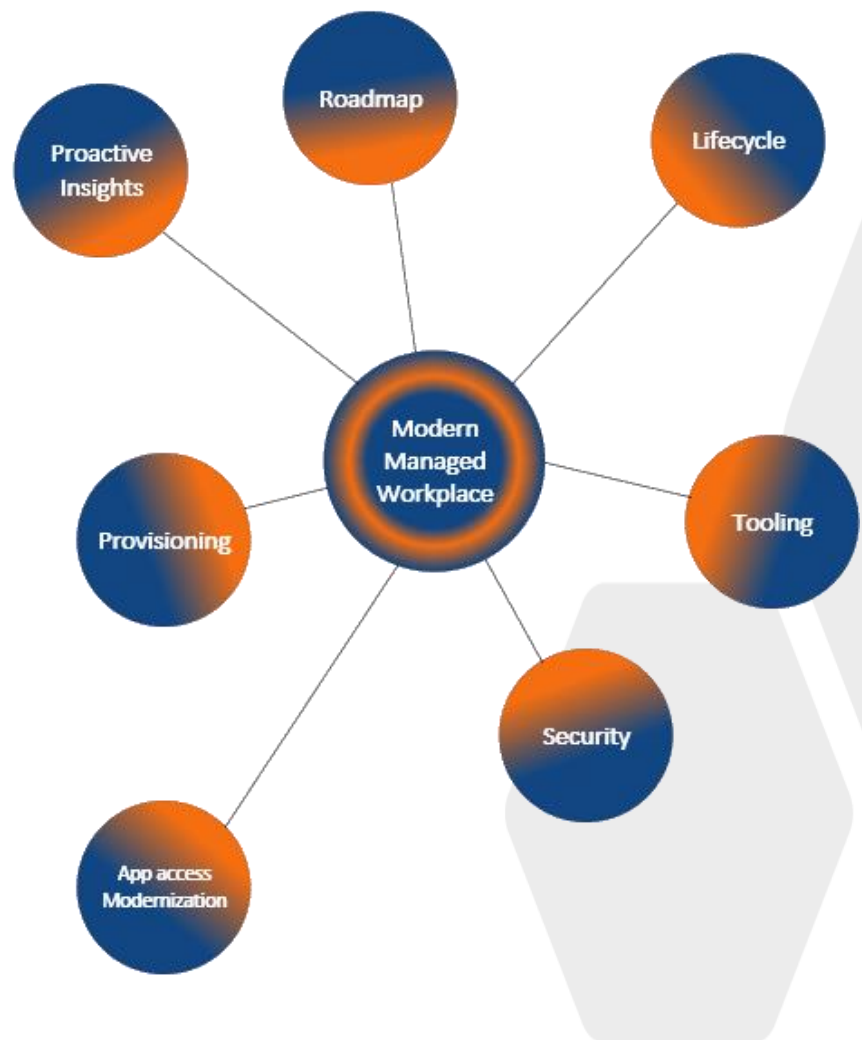 Roadmap
Lifecycle
Proactive
Insights
Modern
Managed
Workplace
Provisioning
Tooling
Security
App access
Modernization